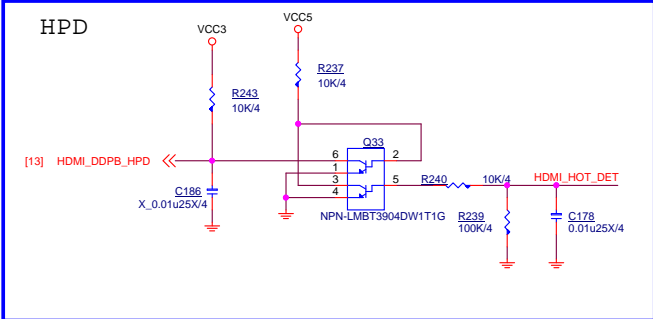 HPD
VCC3
VCC5
R243
10K/4
R237
10K/4
[13] HDMI_DDPB_HPD
Q33
6
1
3
4
2
5
C186
X_0.01u25X/4
NPN-LMBT3904DW1T1G
R240 10K/4
HDMI_HOT_DET
R239
100K/4
C178
0.01u25X/4